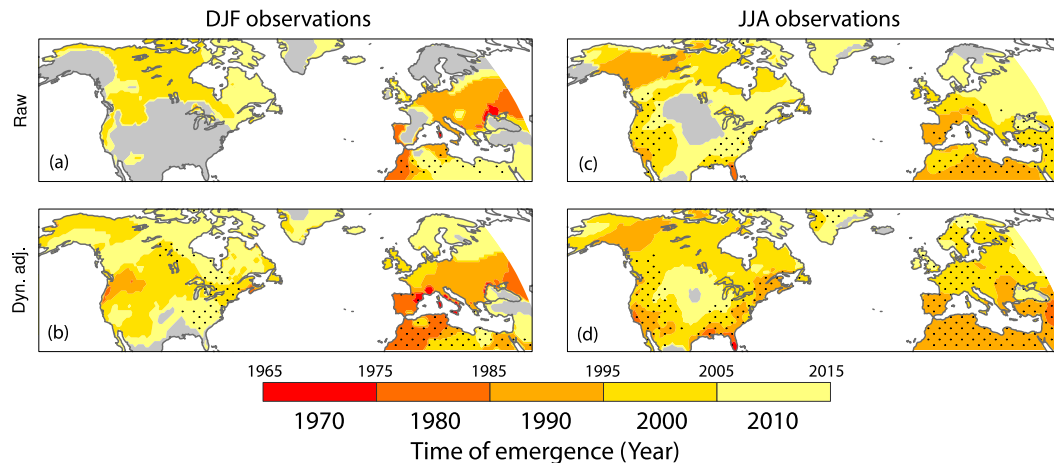 DJF observations
JJA observations
Raw
(a)
(c)
Dyn. adj.
(b)
(d)
1965 1975 1985 1995 2005 2015
1970 1980 1990 2000 2010
Time of emergence (Year)